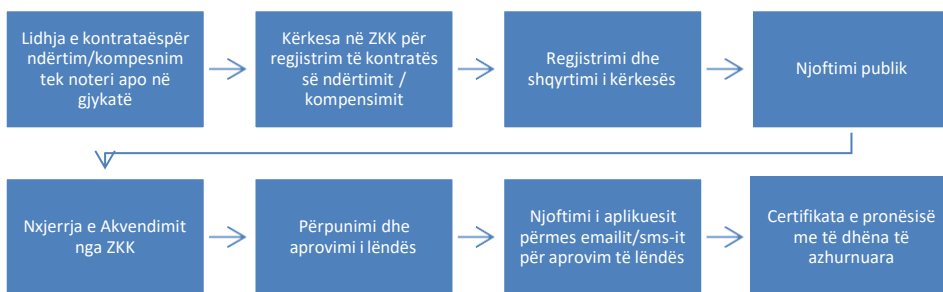 Lidhja e kontrataëspër
ndërtim/kompesnim
tek noteri apo në
gjykatë
Kërkesa në ZKK për
regjistrim të kontratës
së ndërtimit /
kompensimit
Regjistrimi dhe
shqyrtimi i kërkesës
Njoftimi publik
Nxjerrja e Akvendimit
nga ZKK
Përpunimi dhe
aprovimi i lëndës
Njoftimi i aplikuesit
përmes emailit/sms-it
për aprovim të lëndës
Certifikata e pronësisë
me të dhëna të
azhurnuara